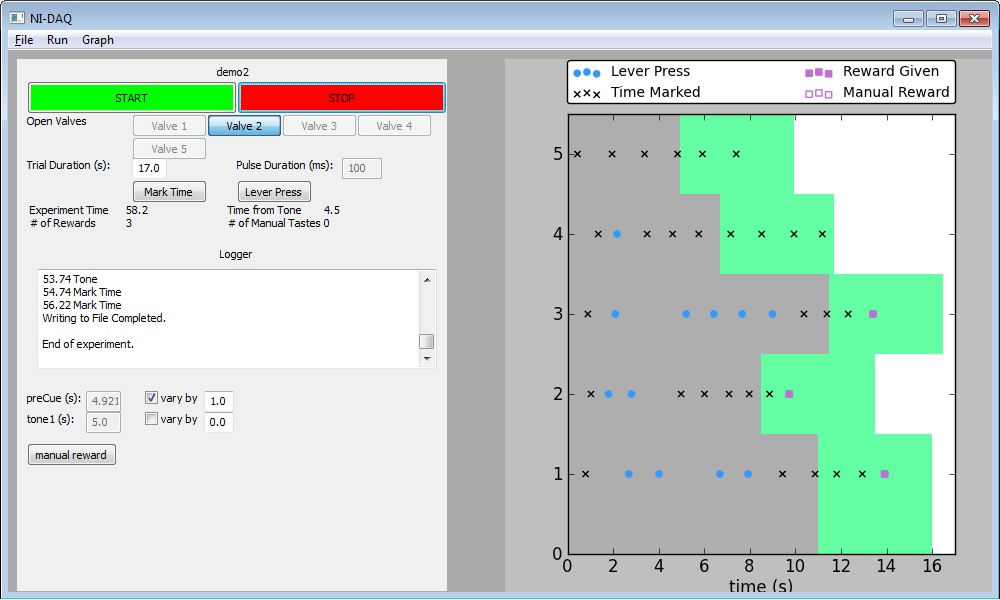 NI-DAQ
File Run Graph
demo2
START STOP
Open Valves Valve 1 Valve 2 Valve 3 Valve 4
Valve 5
Trial Duration (s): 17.0 Pulse Duration (ms): 100
Mark Time Lever Press
Experiment Time 58.2 Time from Tone 4.5
# of Rewards 3 # of Manual Tastes 0
Logger
53.74 Tone
54.74 Mark Time
56.22 Mark Time
Writing to File Completed.
End of experiment.
preCue (s): 4.921 vary by 1.0
tone1 (s): 5.0 vary by 0.0
manual reward
Lever Press Reward Given
Time Marked Manual Reward
5
4
3
2
1
0
0 2 4 6 8 10 12 14 16
time (s)